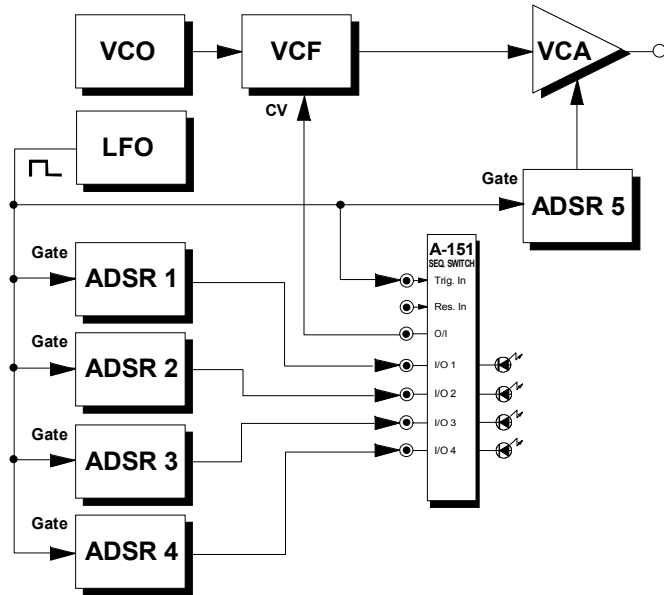 VCO
VCF
VCA
CV
LFO
Gate
ADSR 5
A-151
SEQ. SWITCH
Gate
ADSR 1
Trig. In
Res. In
O/I
Gate
ADSR 2
I/O 1
I/O 2
Gate
ADSR 3
I/O 3
I/O 4
Gate
ADSR 4